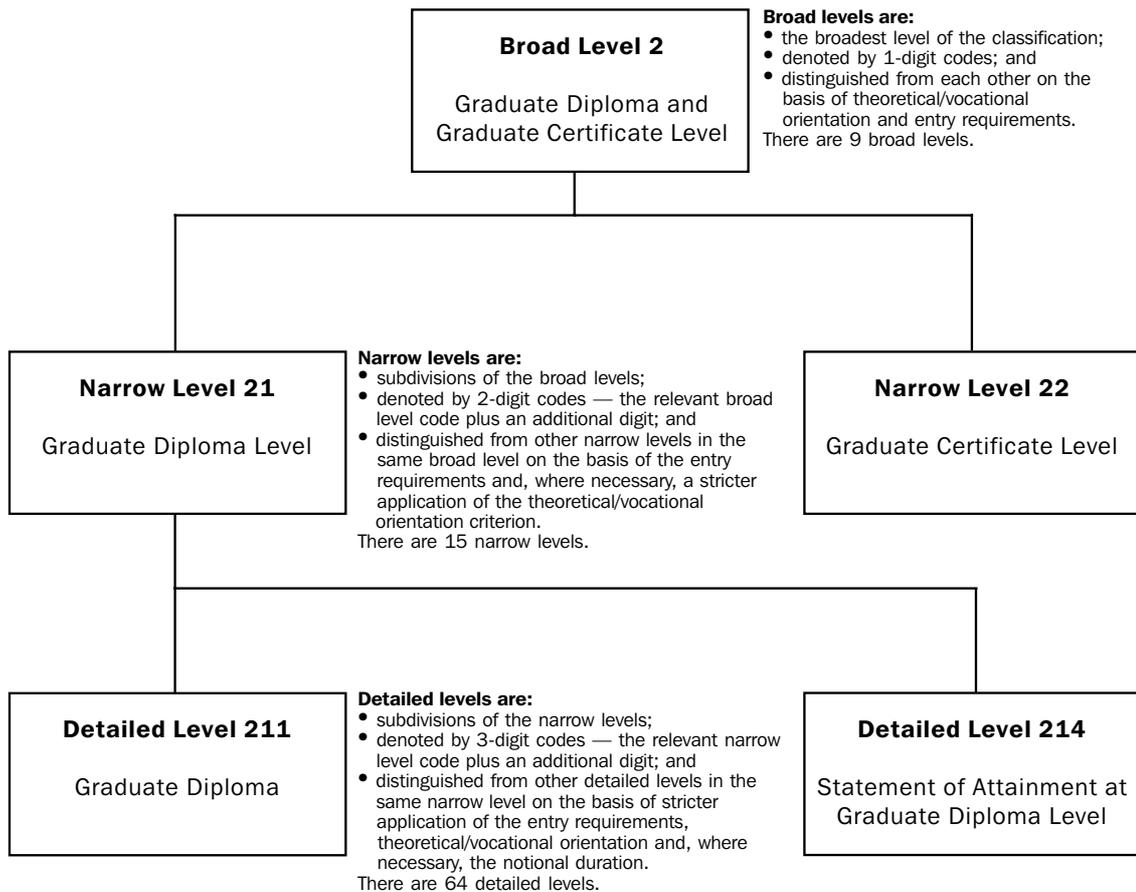 Broad Level 2
Graduate Diploma and
Graduate Certificate Level
Broad levels are:
• the broadest level of the classification;
• denoted by 1-digit codes; and
• distinguished from each other on the
basis of theoretical/vocational
orientation and entry requirements.
There are 9 broad levels.
Narrow Level 21
Graduate Diploma Level
Narrow levels are:
• subdivisions of the broad levels;
• denoted by 2-digit codes — the relevant broad
level code plus an additional digit; and
• distinguished from other narrow levels in the
same broad level on the basis of the entry
requirements and, where necessary, a stricter
application of the theoretical/vocational
orientation criterion.
There are 15 narrow levels.
Narrow Level 22
Graduate Certificate Level
Detailed Level 211
Graduate Diploma
Detailed levels are:
• subdivisions of the narrow levels;
• denoted by 3-digit codes — the relevant narrow
level code plus an additional digit; and
• distinguished from other detailed levels in the
same narrow level on the basis of stricter
application of the entry requirements,
theoretical/vocational orientation and, where
necessary, the notional duration.
There are 64 detailed levels.
Detailed Level 214
Statement of Attainment at
Graduate Diploma Level